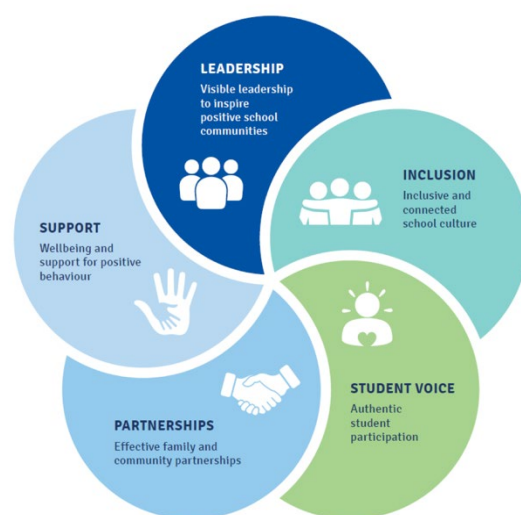 LEADERSHIP
Visible leadership
to inspire
positive school
communities
INCLUSION
Inclusive and
connected
school culture
STUDENT VOICE
Authentic
student
participation
PARTNERSHIPS
Effective family and
community partnerships
SUPPORT
Wellbeing and
support for positive
behaviour